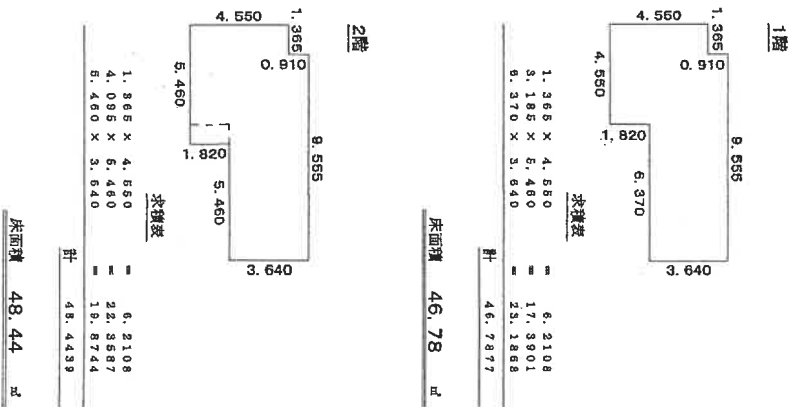 1階
4.550
1.365
0.910
9.555
4.550
1,820
6.370
3.640
求積表
1.365 × 4.550 = 6.2108
3.185 × 5.460 = 17.3901
6.370 × 3.640 = 23.1868
計 46.7877
床面積 46.78 ㎡
2階
4.550
1.365
0.910
9.555
5.460
1.820
5.460
3.640
求積表
1.365 × 4.550 = 6.2108
4.095 × 5.460 = 22.3587
5.460 × 3.640 = 19.8744
計 48.4439
床面積 48.44 ㎡